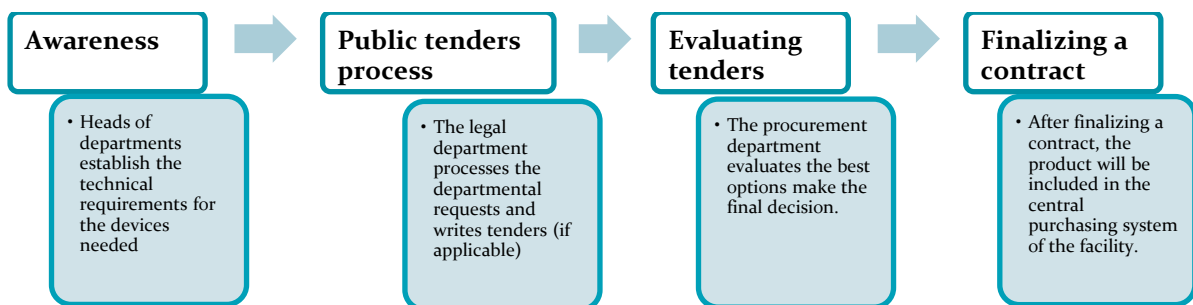 Awareness
• Heads of
departments
establish the
technical
requirements for
the devices
needed
Public tenders
process
• The legal
department
processes the
departmental
requests and
writes tenders (if
applicable)
Evaluating
tenders
• The procurement
department
evaluates the best
options make the
final decision.
Finalizing a
contract
• After finalizing a
contract, the
product will be
included in the
central
purchasing system
of the facility.